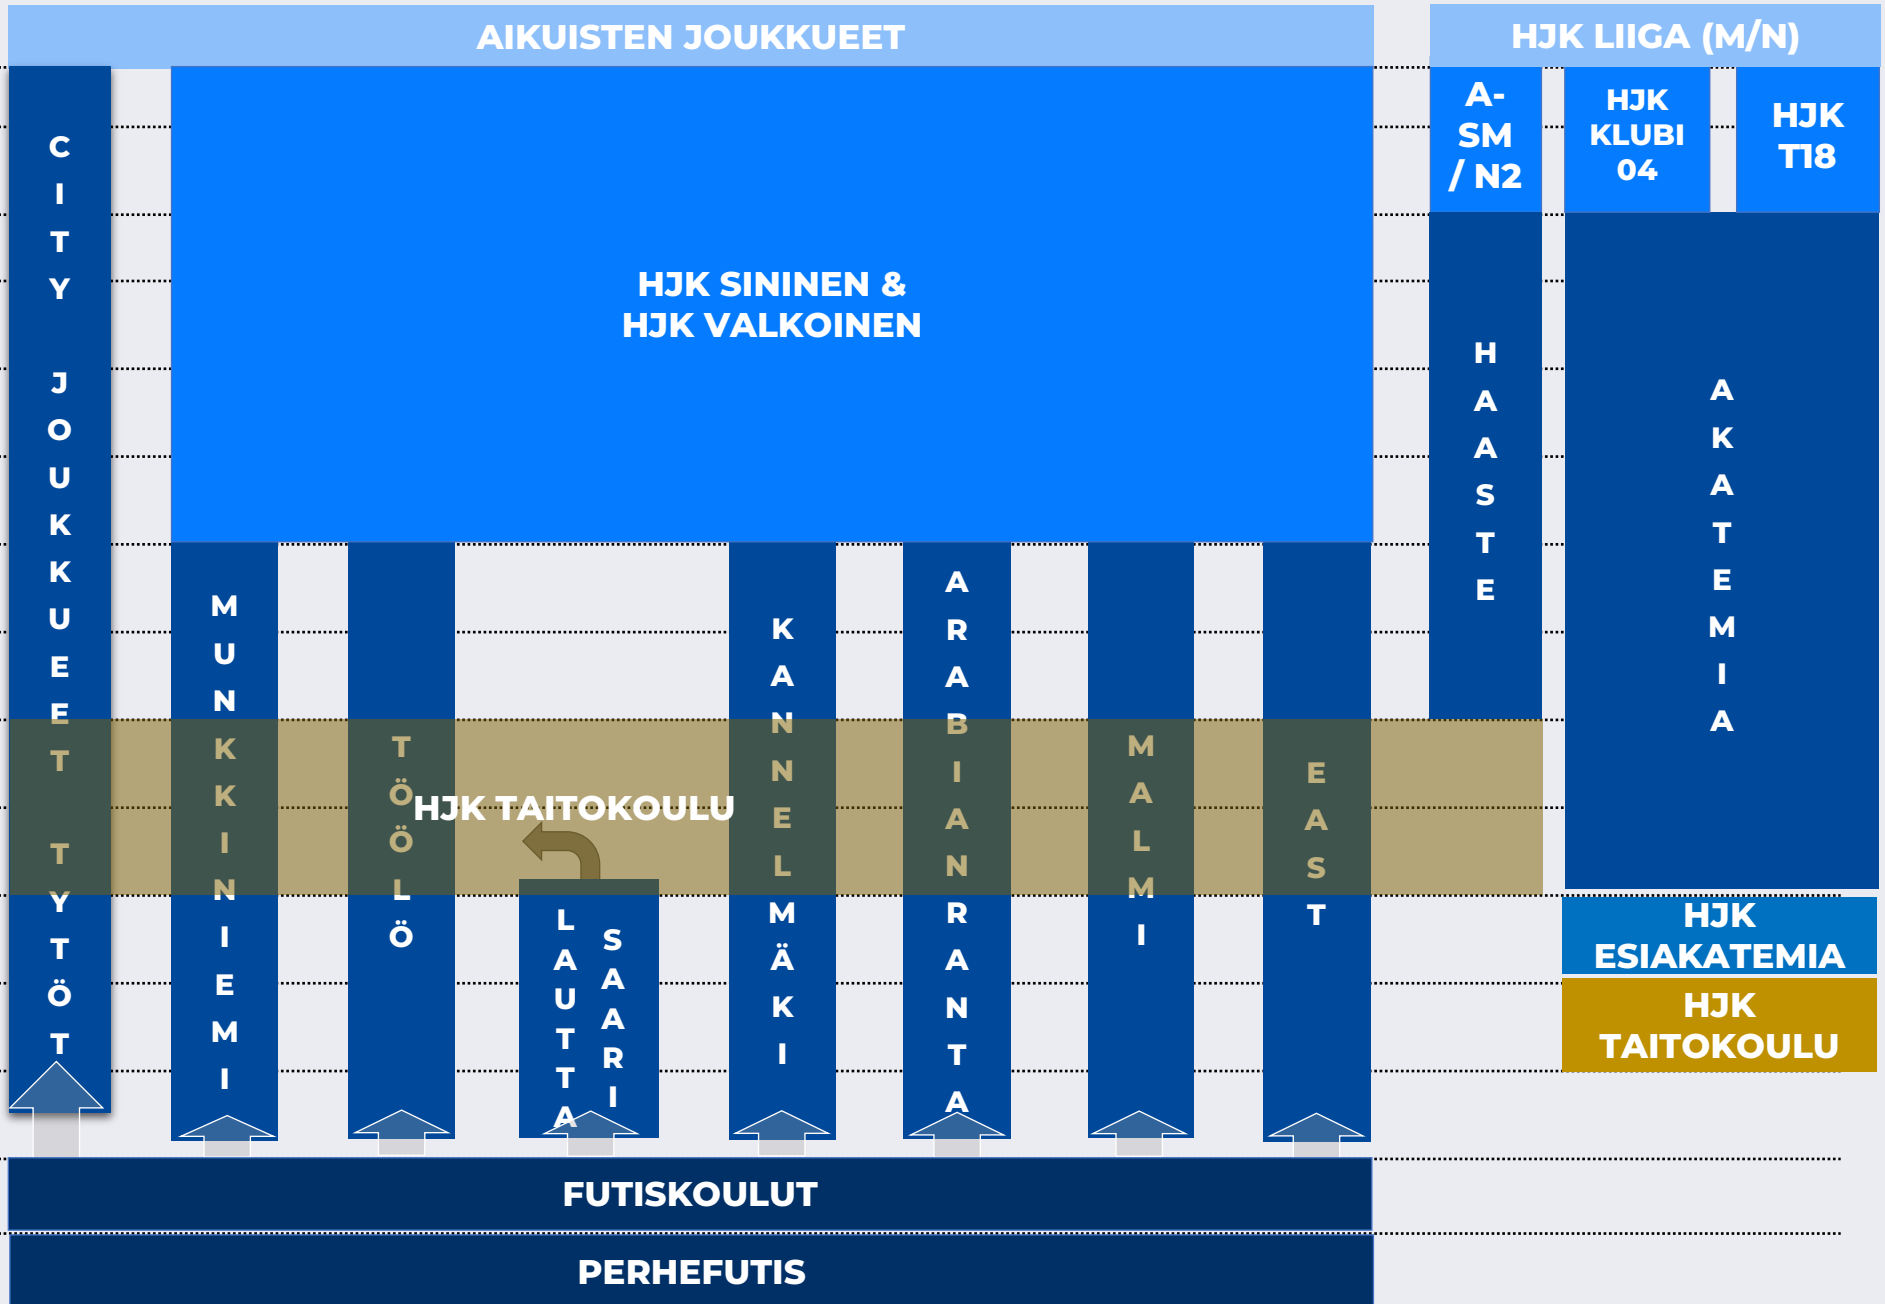 AIKUISTEN JOUKKUEET
HJK LIIGA (M/N)
CITY JOUKKUEET TYTÖT
HJK SININEN &
HJK VALKOINEN
A-
SM
/ N2
HJK
KLUBI
04
HJK
T18
HAASTE
AKATEMIA
MUNKKINIEMI
TÖÖLÖ
LAUTTA
SAARI
KANNELMÄKI
ARABIANRANTA
MALMI
EAST
HJK TAITOKOULU
HJK
ESIAKATEMIA
HJK
TAITOKOULU
FUTISKOULUT
PERHEFUTIS